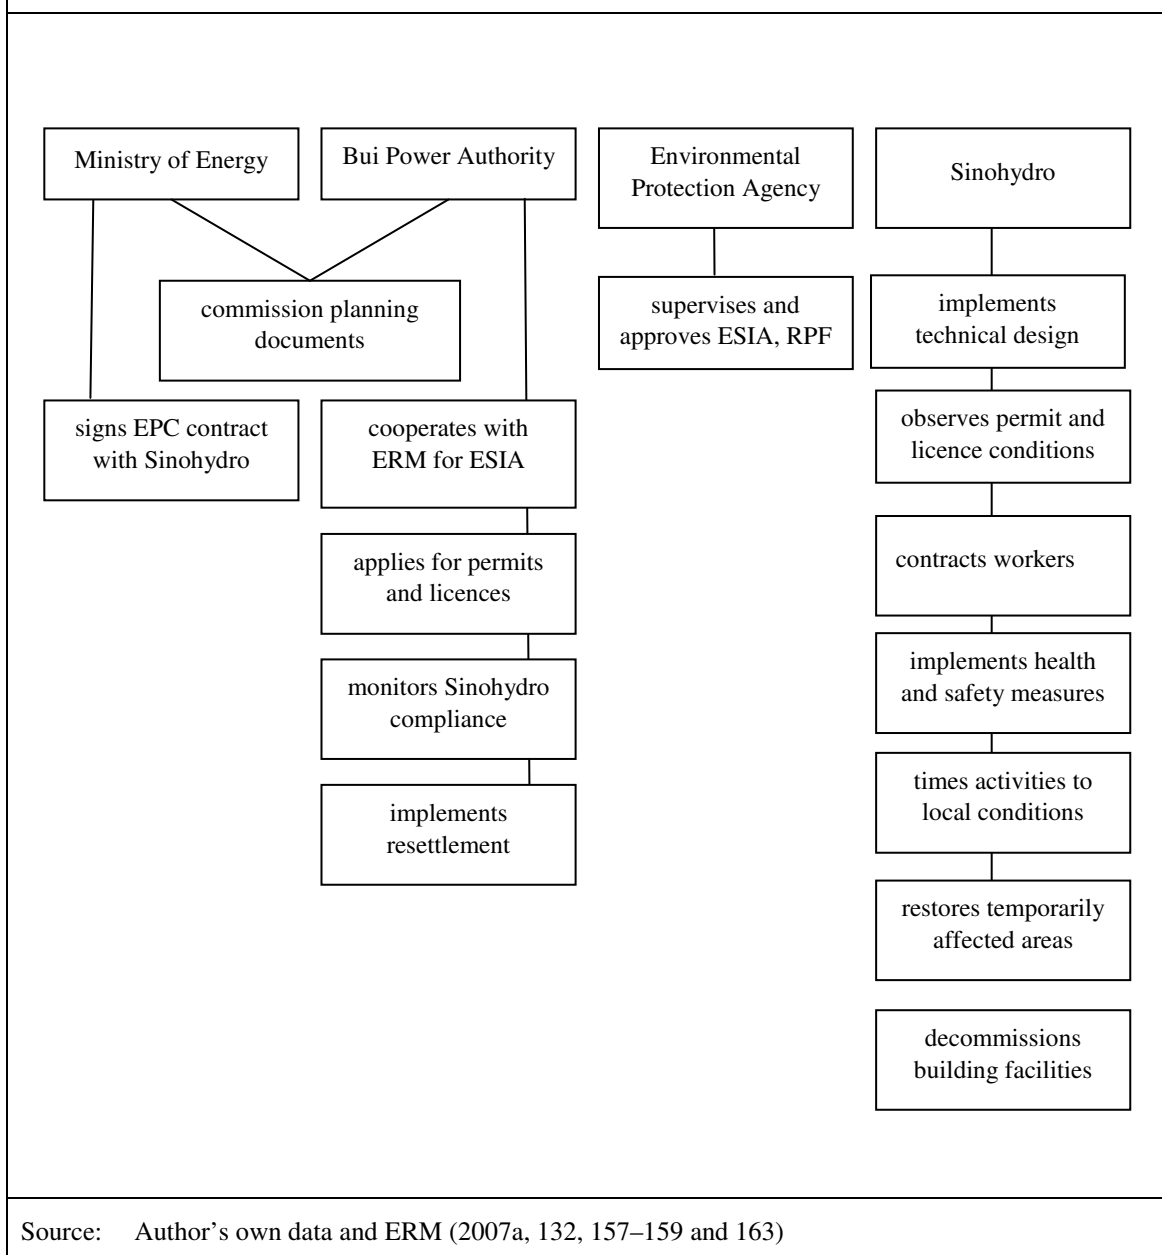 Ministry of Energy
Bui Power Authority
Environmental
Protection Agency
Sinohydro
commission planning
documents
supervises and
approves ESIA, RPF
implements
technical design
signs EPC contract
with Sinohydro
cooperates with
ERM for ESIA
observes permit and
licence conditions
applies for permits
and licences
contracts workers
monitors Sinohydro
compliance
implements health
and safety measures
implements
resettlement
times activities to
local conditions
restores temporarily
affected areas
decommissions
building facilities
Source: Author's own data and ERM (2007a, 132, 157–159 and 163)